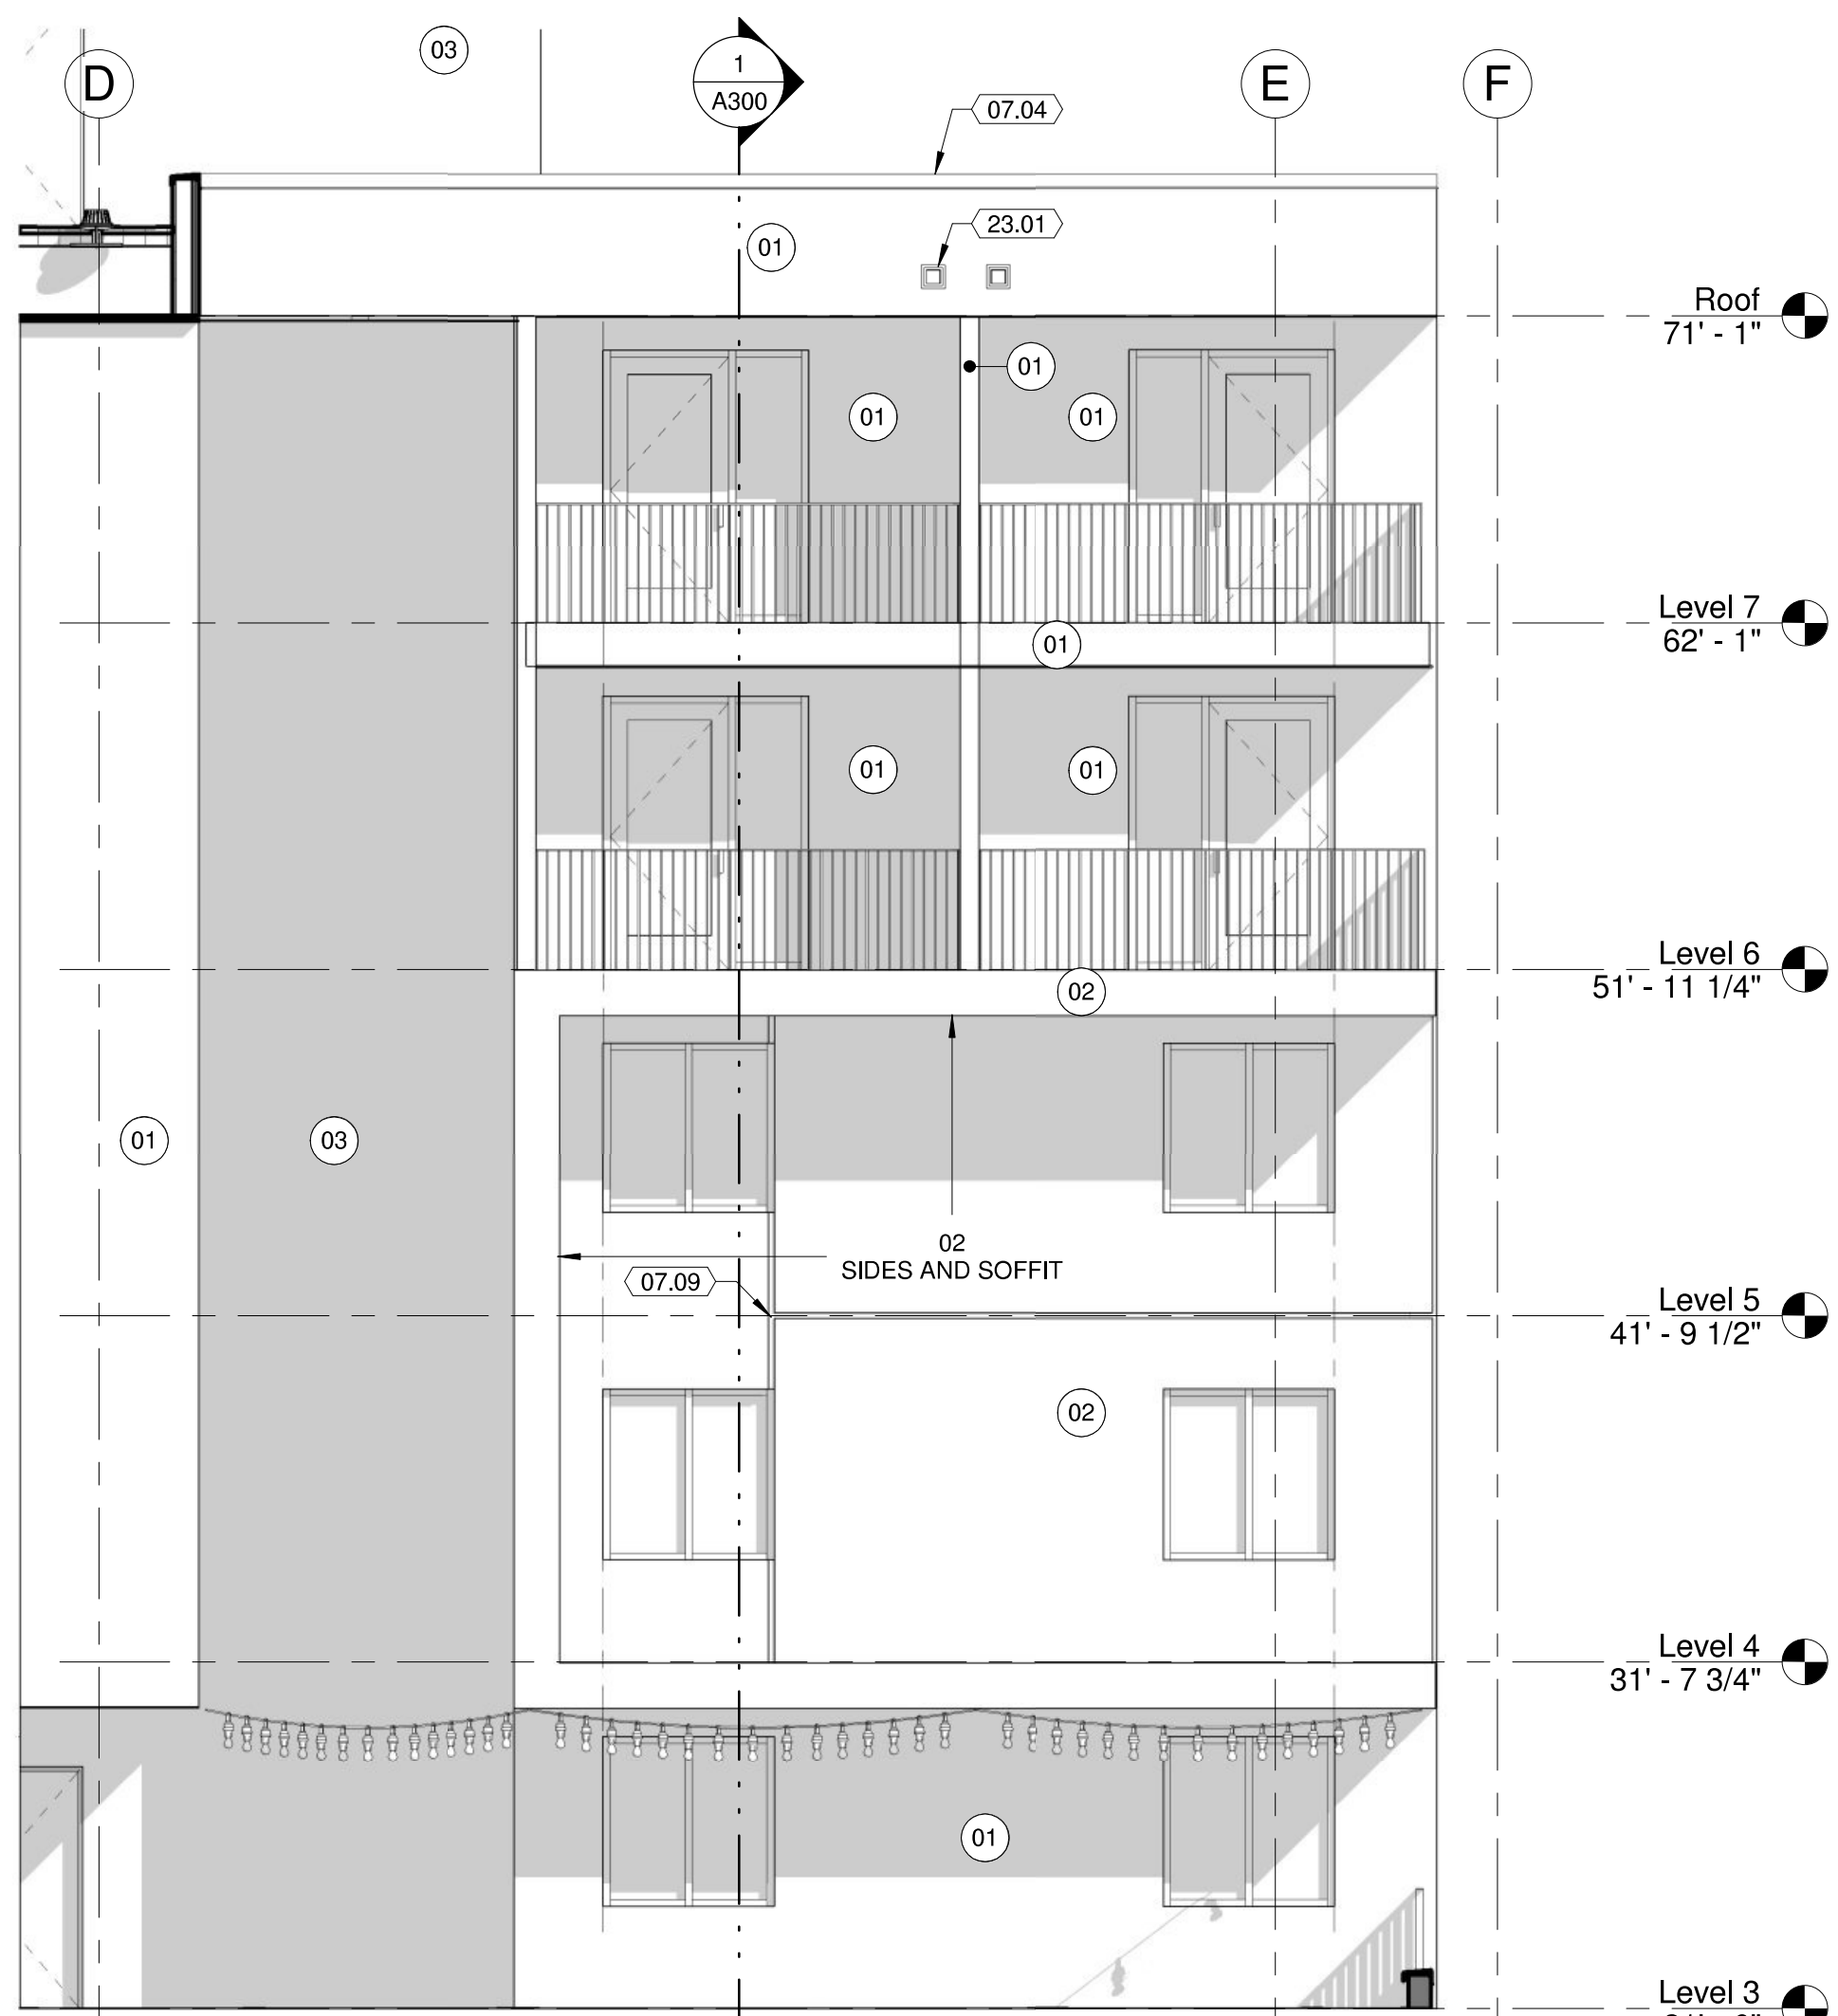 03
D
1
A300
E
F
07.04
23.01
01
Roof
71' - 1"
01
01
01
Level 7
62' - 1"
01
01
01
Level 6
51' - 11 1/4"
02
01
03
02
SIDES AND SOFFIT
07.09
Level 5
41' - 9 1/2"
02
Level 4
31' - 7 3/4"
01
Level 3